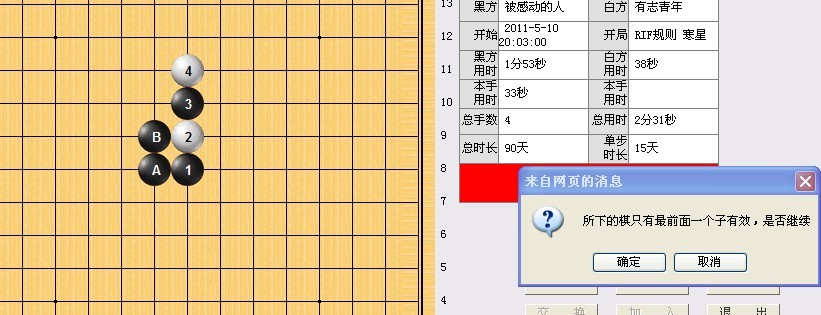 4
3
B 2
A 1
13
12
11
10
9
8
7
6
5
4
黑方 被感动的人 白方 有志青年
开始 2011-5-10 20:03:00 开局 RIF规则 寒星
黑方用时 1分53秒 白方用时 38秒
本手用时 33秒 本手用时
总手数 4 总用时 2分31秒
总时长 90天 单步时长 15天
来自网页的消息
所下的棋只有最前面一个子有效，是否继续
确定 取消
交 换 加 入 退 出